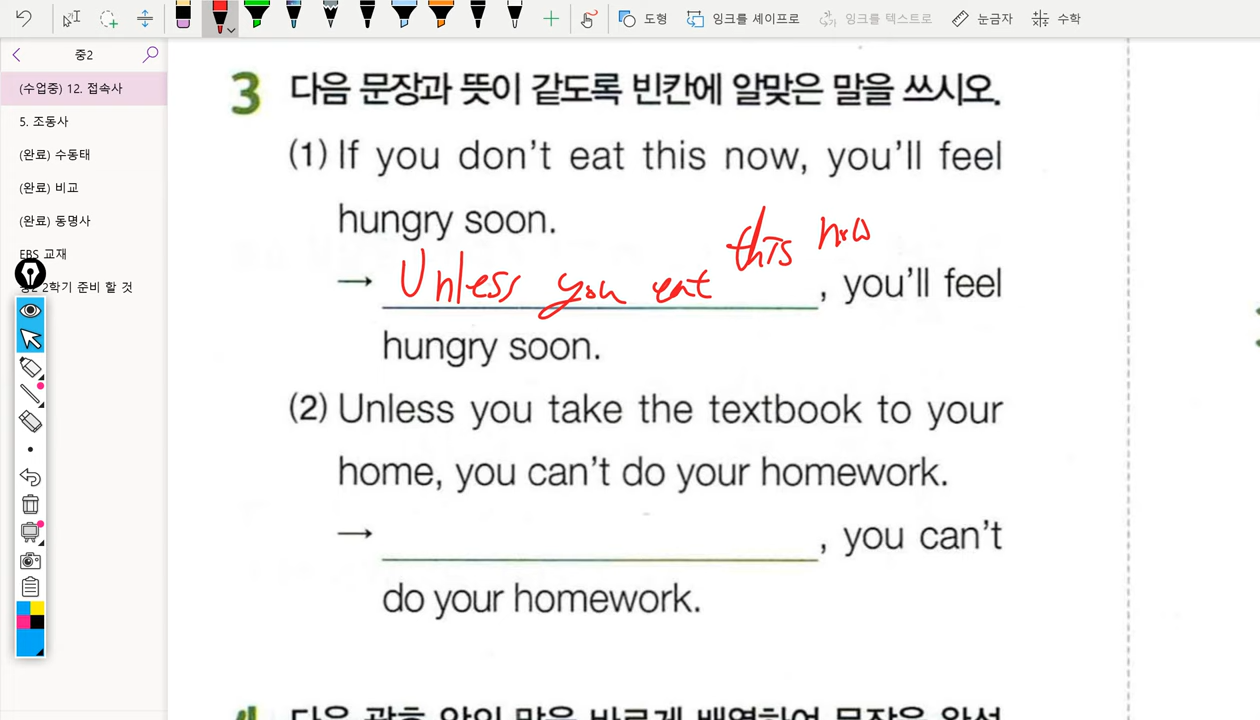 도형
잉크를 셰이프로
잉크를 텍스트로
눈금자
수학
중2
(수업중) 12. 접속사
5. 조동사
(완료) 수동태
(완료) 비교
(완료) 동명사
EBS 교재
2학기 준비 할 것
3 다음 문장과 뜻이 같도록 빈칸에 알맞은 말을 쓰시오.
(1) If you don't eat this now, you'll feel
hungry soon.
this
→ Unless you eat , you'll feel
hungry soon.
(2) Unless you take the textbook to your
home, you can't do your homework.
→ , you can't
do your homework.